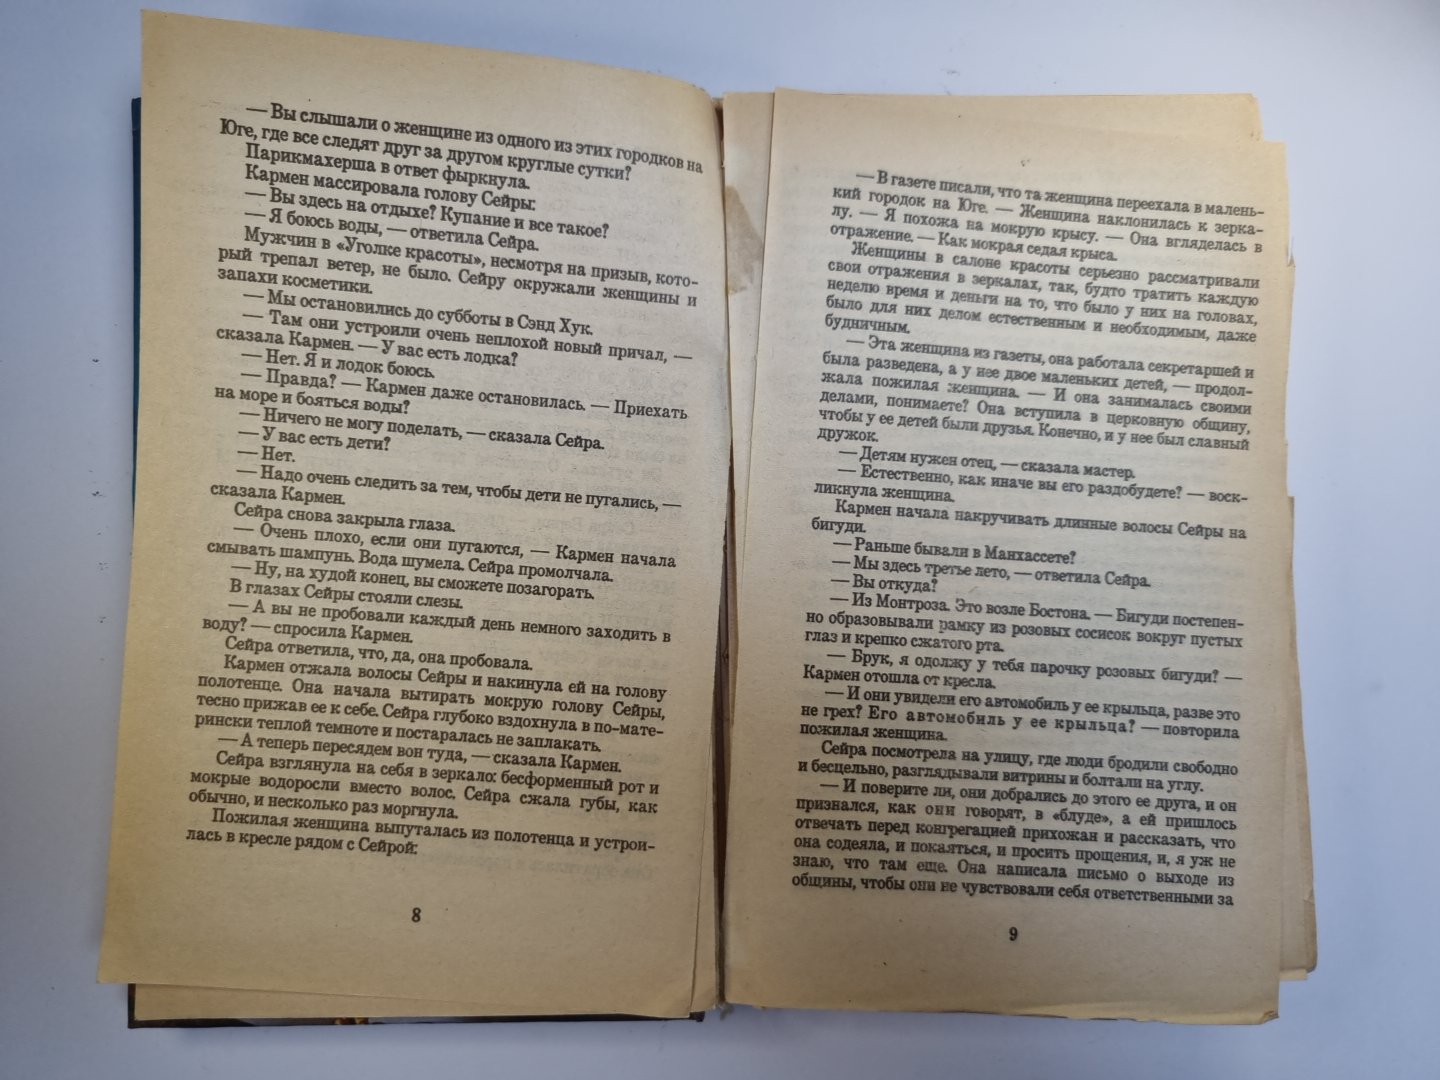 — Вы слышали о женщине из одного из этих городков на
Юге, где все следят друг за другом круглые сутки?
Парикмахерша в ответ фыркнула.
Кармен массировала голову Сейры:
— Вы здесь на отдыхе? Купание и все такое?
— Я боюсь воды, — ответила Сейра.
Мужчин в «Уголке красоты», несмотря на призыв, кото-
рый трепал ветер, не было. Сейру окружали женщины и
запахи косметики.
— Мы остановились до субботы в Сэнд Хук.
— Там они устроили очень неплохой новый причал, —
сказала Кармен. — У вас есть лодка?
— Нет. Я и лодок боюсь.
— Правда? — Кармен даже остановилась. — Приехать
на море и бояться воды?
— Ничего не могу поделать, — сказала Сейра.
— У вас есть дети?
— Нет.
— Надо очень следить за тем, чтобы дети не пугались, —
сказала Кармен.
Сейра снова закрыла глаза.
— Очень плохо, если они пугаются, — Кармен начала
смывать шампунь. Вода шумела. Сейра промолчала.
— Ну, на худой конец, вы сможете позагорать.
В глазах Сейры стояли слезы.
— А вы не пробовали каждый день немного заходить в
воду? — спросила Кармен.
Сейра ответила, что, да, она пробовала.
Кармен отжала волосы Сейры и накинула ей на голову
полотенце. Она начала вытирать мокрую голову Сейры,
тесно прижав ее к себе. Сейра глубоко вздохнула в по-мате-
рински теплой темноте и постаралась не заплакать.
— А теперь пересядем вон туда, — сказала Кармен.
Сейра взглянула на себя в зеркало: бесформенный рот и
мокрые водоросли вместо волос. Сейра сжала губы, как
обычно, и несколько раз моргнула.
Пожилая женщина выпуталась из полотенца и устрои-
лась в кресле рядом с Сейрой:
8
— В газете писали, что та женщина переехала в малень-
кий городок на Юге. — Женщина наклонилась к зерка-
лу. — Я похожа на мокрую крысу. — Она вгляделась в
отражение. — Как мокрая седая крыса.
Женщины в салоне красоты серьезно рассматривали
свои отражения в зеркалах, так, будто тратить каждую
неделю время и деньги на то, что было у них на головах,
было для них делом естественным и необходимым, даже
будничным.
— Эта женщина из газеты, она работала секретаршей и
была разведена, а у нее двое маленьких детей, — продол-
жала пожилая женщина. — И она занималась своими
делами, понимаете? Она вступила в церковную общину,
чтобы у ее детей были друзья. Конечно, и у нее был славный
дружок.
— Детям нужен отец, — сказала мастер.
— Естественно, как иначе вы его раздобудете? — воск-
ликнула женщина.
Кармен начала накручивать длинные волосы Сейры на
бигуди.
— Раньше бывали в Манхассете?
— Мы здесь третье лето, — ответила Сейра.
— Вы откуда?
— Из Монтроза. Это возле Бостона. — Бигуди постепен-
но образовывали рамку из розовых сосисок вокруг пустых
глаз и крепко сжатого рта.
— Брук, я одолжу у тебя парочку розовых бигуди? —
Кармен отошла от кресла.
— И они увидели его автомобиль у ее крыльца, разве это
не грех? Его автомобиль у ее крыльца? — повторила
пожилая женщина.
Сейра посмотрела на улицу, где люди бродили свободно
и бесцельно, разглядывали витрины и болтали на углу.
— И поверите ли, они добрались до этого ее друга, и он
признался, как они говорят, в «блуде», а ей пришлось
отвечать перед конгрегацией прихожан и рассказать, что
она содеяла, и покаяться, и просить прощения, и, я уж не
знаю, что там еще. Она написала письмо о выходе из
общины, чтобы они не чувствовали себя ответственными за
9